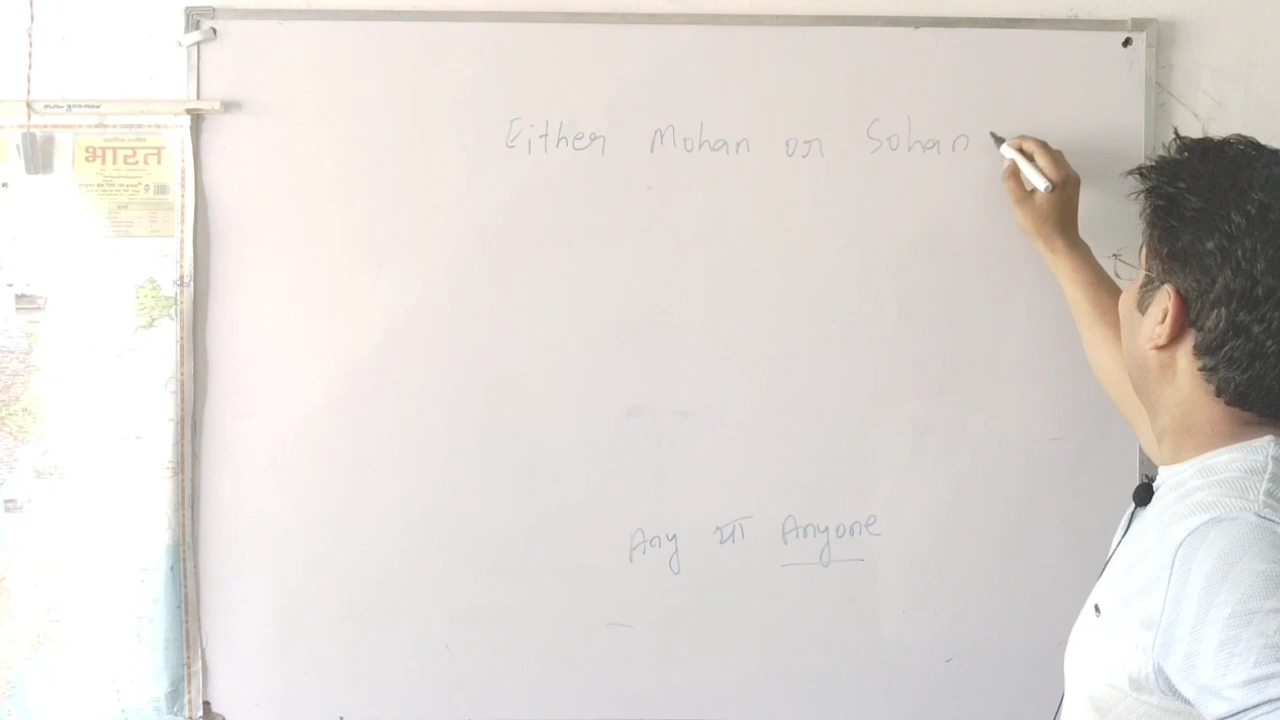 भारत
Either Mohan or Sohan
Any या Anyone